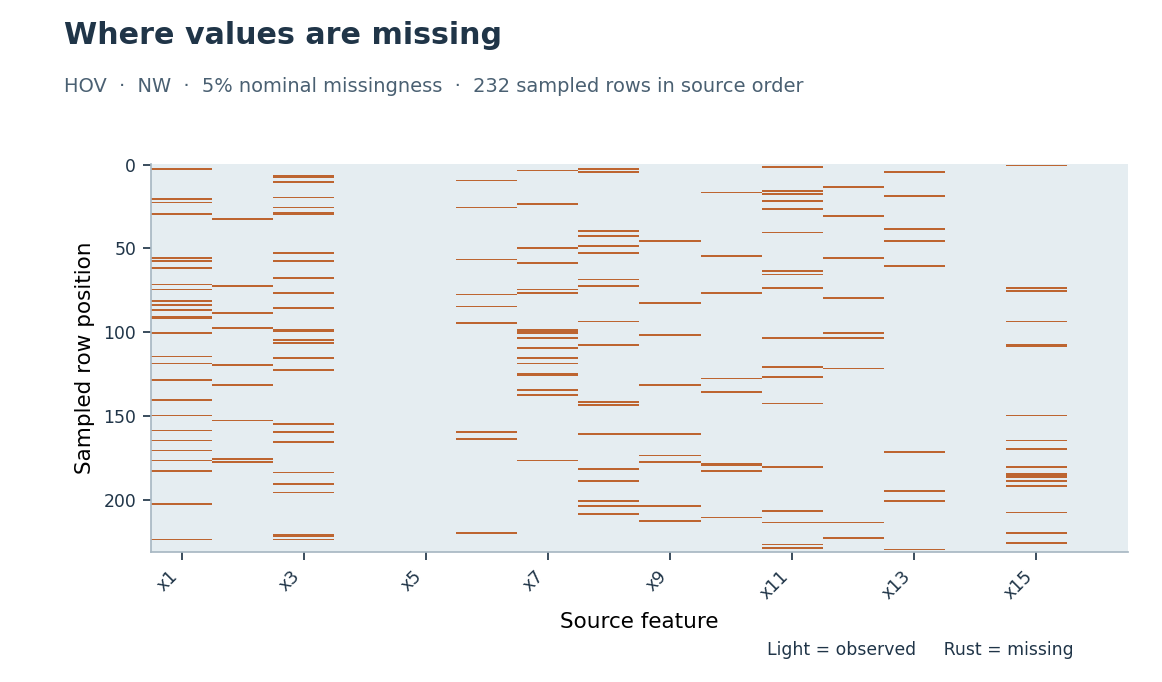 Where values are missing
HOV · NW · 5% nominal missingness · 232 sampled rows in source order
0
50
100
150
200
Sampled row position
x1 x3 x5 x7 x9 x11 x13 x15
Source feature
Light = observed Rust = missing